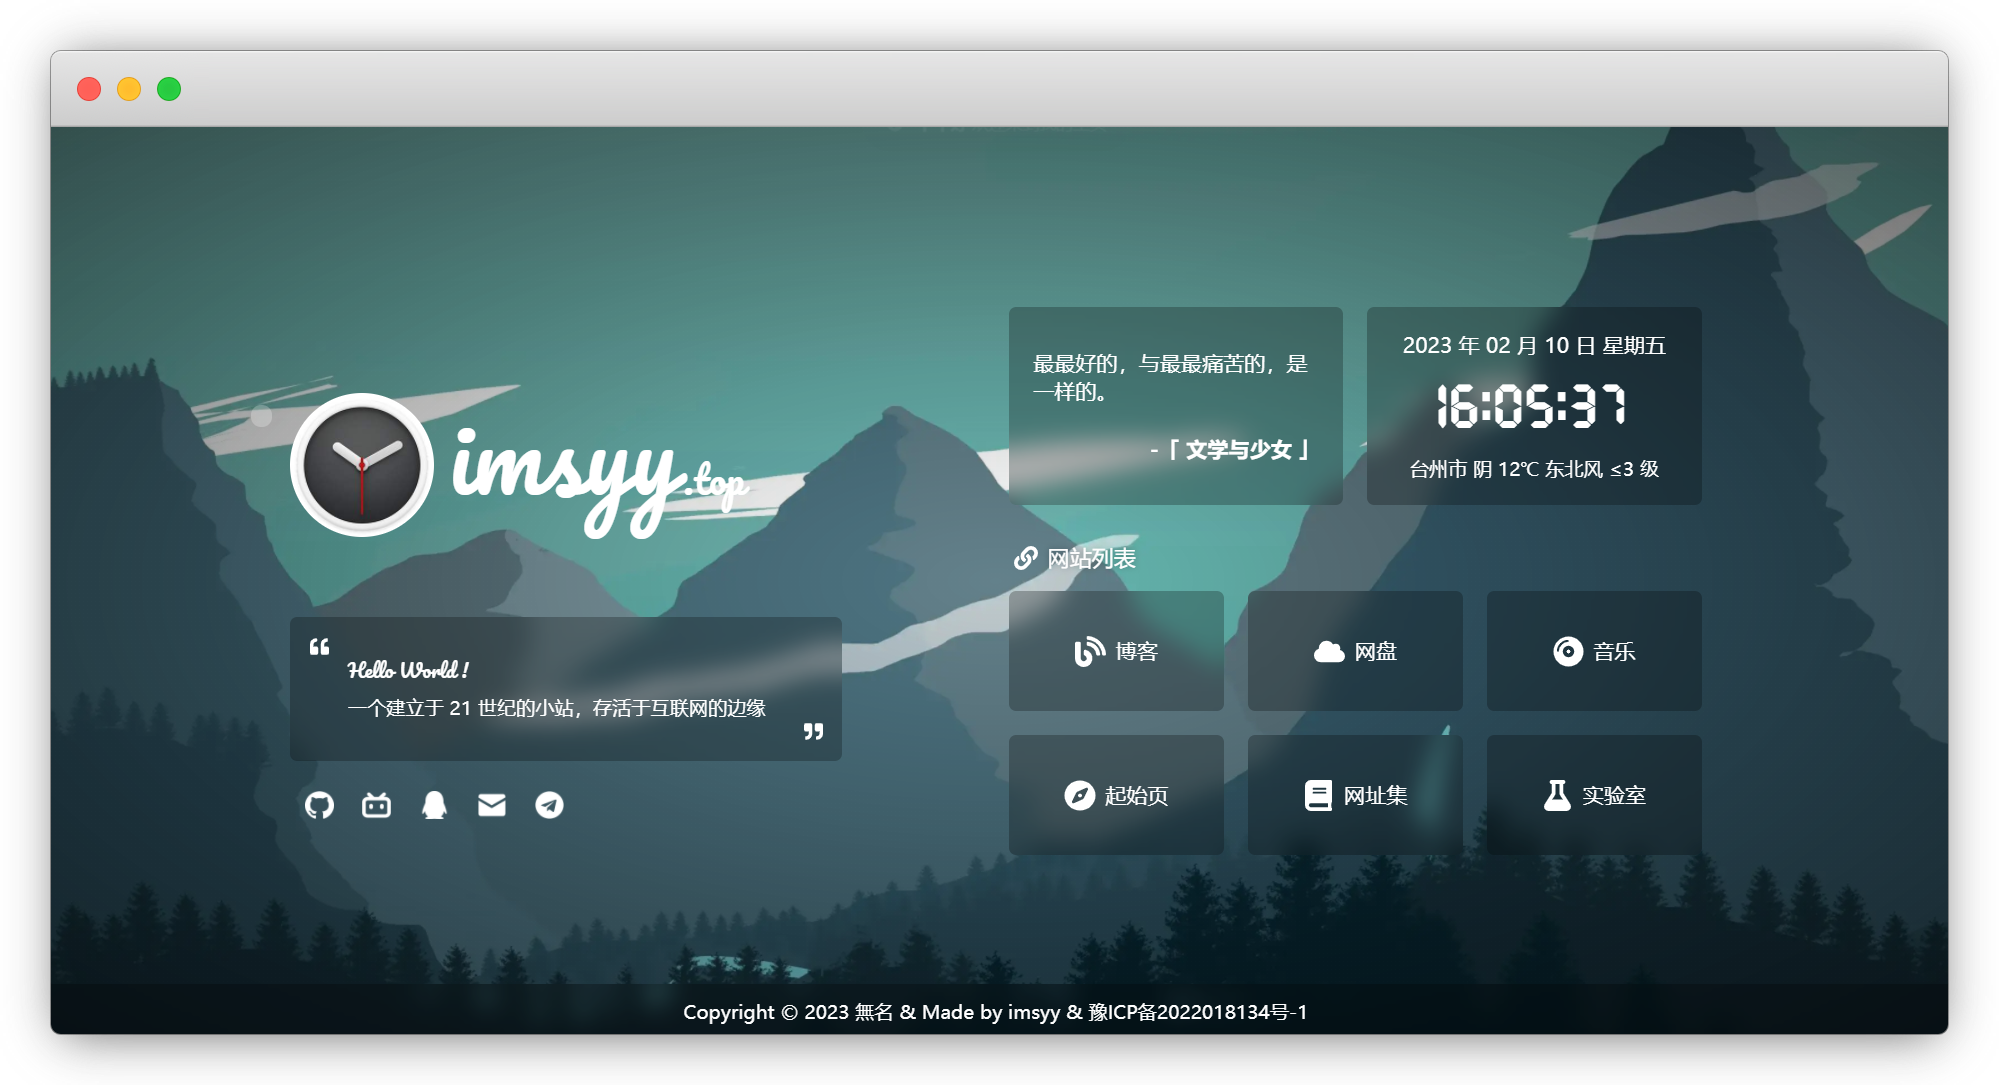 imsyy.top
Hello World !
一个建立于 21 世纪的小站，存活于互联网的边缘
最最好的，与最最痛苦的，是
一样的。
-「 文学与少女 」
2023 年 02 月 10 日 星期五
16:05:37
台州市 阴 12℃ 东北风 ≤3 级
网站列表
博客
网盘
音乐
起始页
网址集
实验室
Copyright © 2023 無名 & Made by imsyy & 豫ICP备2022018134号-1